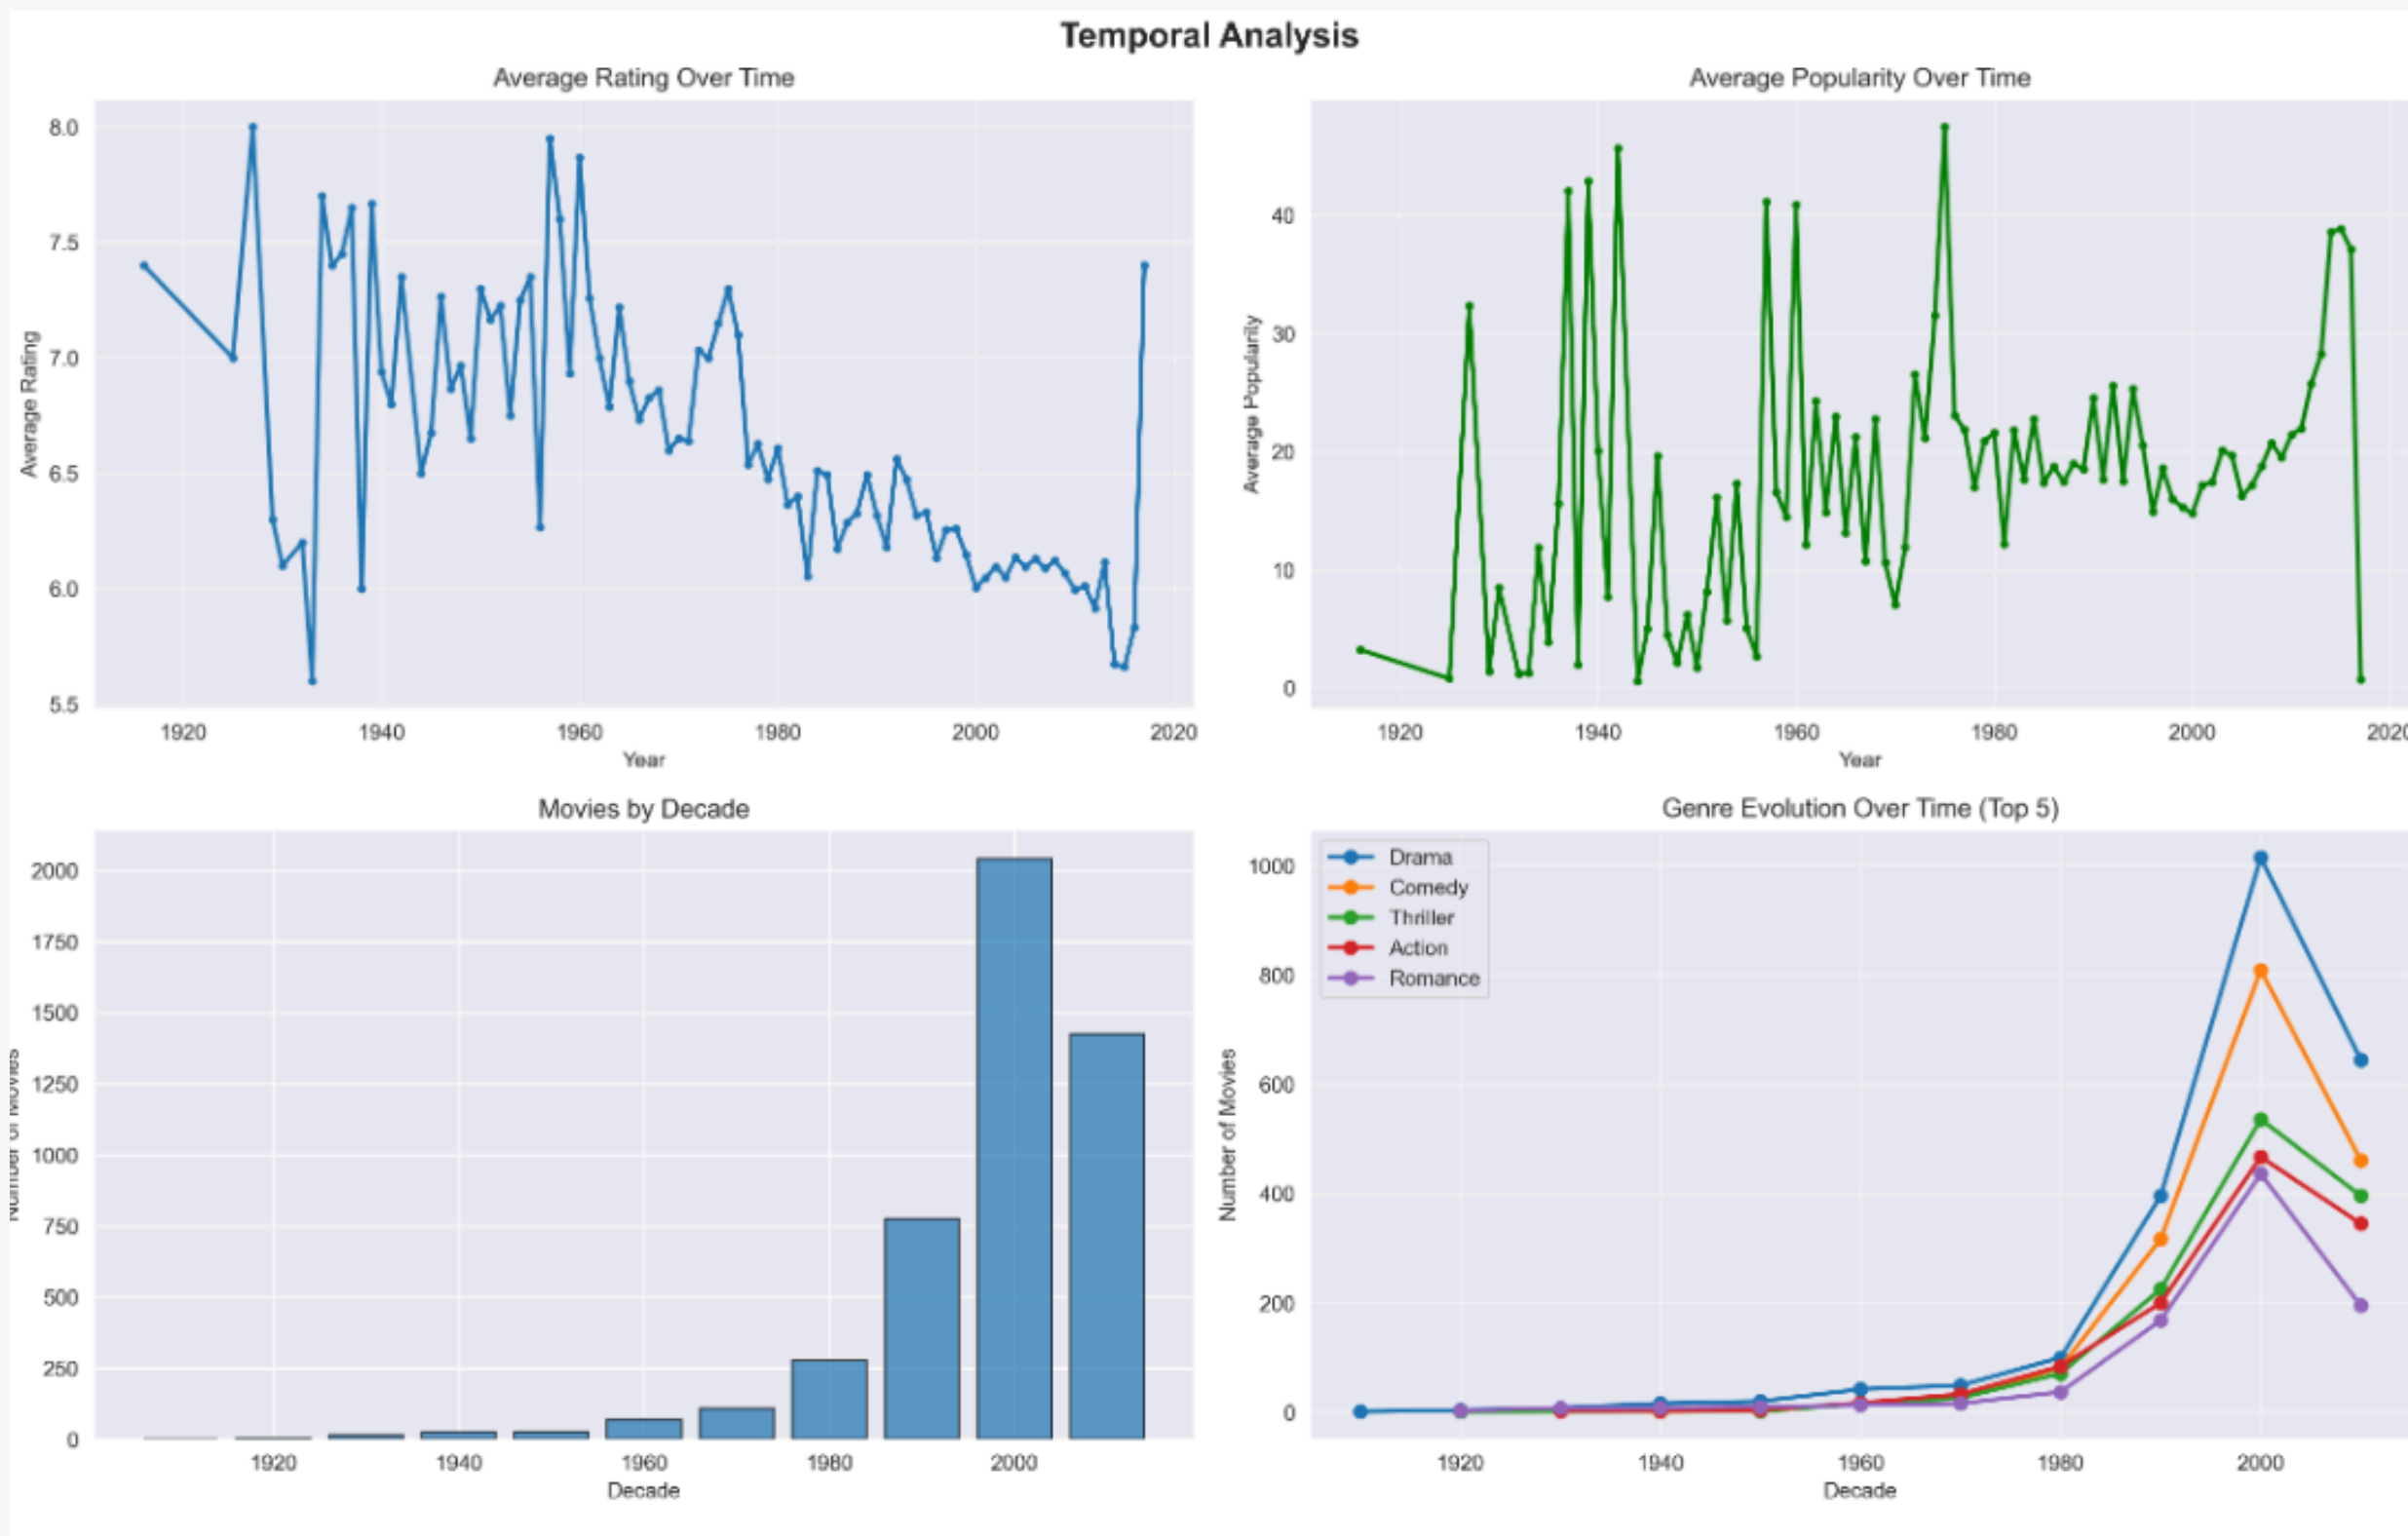 Temporal Analysis
Average Rating Over Time
Average Rating
8.0
7.5
7.0
6.5
6.0
5.5
1920 1940 1960 1980 2000 2020
Year
Average Popularity Over Time
Average Popularity
40
30
20
10
0
1920 1940 1960 1980 2000 202
Year
Movies by Decade
Number of Movies
2000
1750
1500
1250
1000
750
500
250
0
1920 1940 1960 1980 2000
Decade
Genre Evolution Over Time (Top 5)
Drama
Comedy
Thriller
Action
Romance
Number of Movies
1000
800
600
400
200
0
1920 1940 1960 1980 2000
Decade